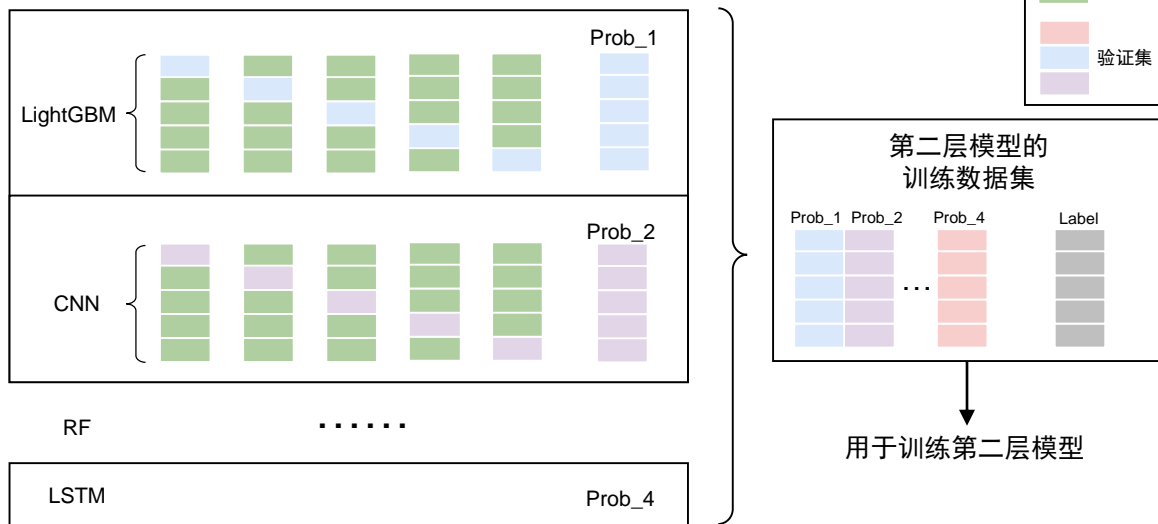 Prob_1
LightGBM
Prob_2
CNN
RF
······
LSTM
Prob_4
验证集
第二层模型的
训练数据集
Prob_1 Prob_2 Prob_4 Label
···
用于训练第二层模型